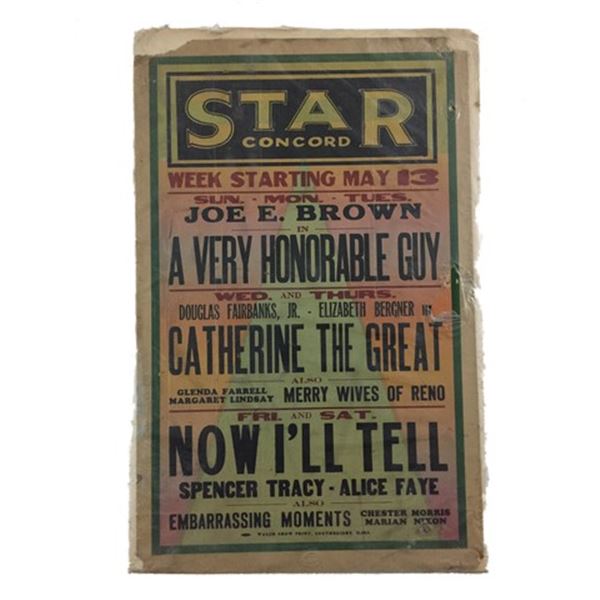 STAR
CONCORD
WEEK STARTING MAY 13
SUN. - MON. - TUES.
JOE E. BROWN
IN
A VERY HONORABLE GUY
WED. AND THURS.
DOUGLAS FAIRBANKS, JR. - ELIZABETH BERGNER IN
CATHERINE THE GREAT
ALSO
GLENDA FARRELL
MARGARET LINDSAY
MERRY WIVES OF RENO
FRI. AND SAT.
NOW I'LL TELL
SPENCER TRACY - ALICE FAYE
ALSO
EMBARRASSING MOMENTS
CHESTER MORRIS
MARIAN NIXON
SHOW PRINT,